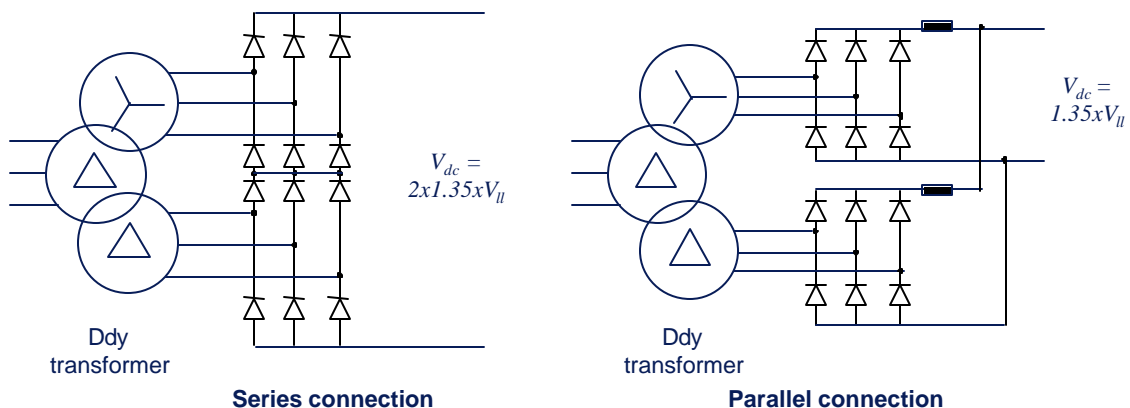 V_dc =
2x1.35xV_ll
Ddy
transformer
Series connection
V_dc =
1.35xV_ll
Ddy
transformer
Parallel connection